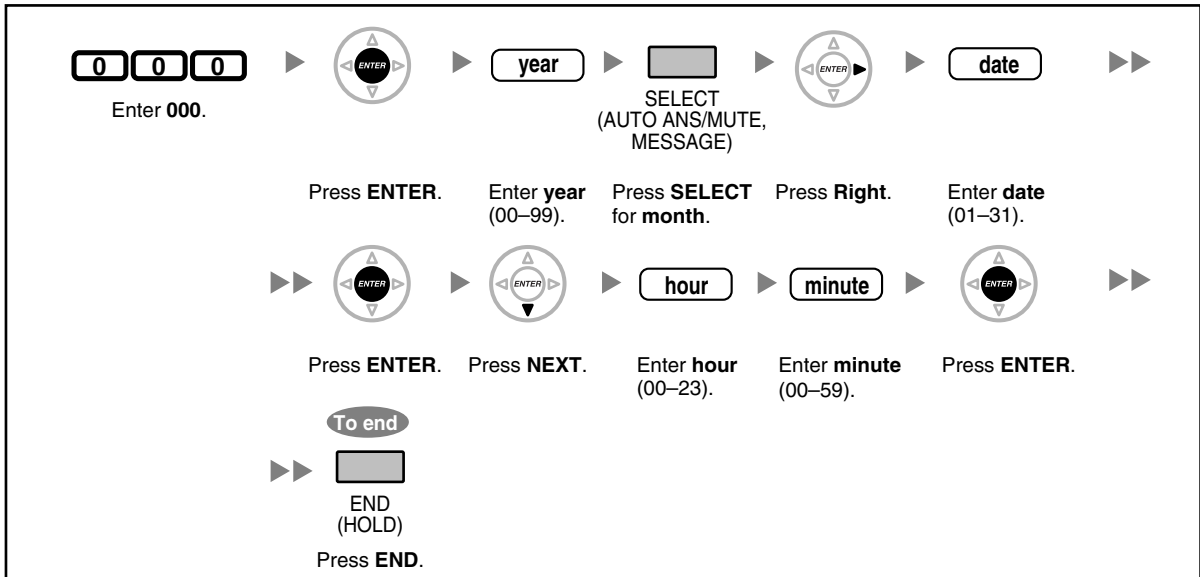 0 0 0
ENTER
year
SELECT
(AUTO ANS/MUTE,
MESSAGE)
ENTER
date
Enter 000.
Press ENTER.
Enter year
(00–99).
Press SELECT
for month.
Press Right.
Enter date
(01–31).
ENTER
ENTER
hour
minute
ENTER
Press ENTER.
Press NEXT.
Enter hour
(00–23).
Enter minute
(00–59).
Press ENTER.
To end
END
(HOLD)
Press END.